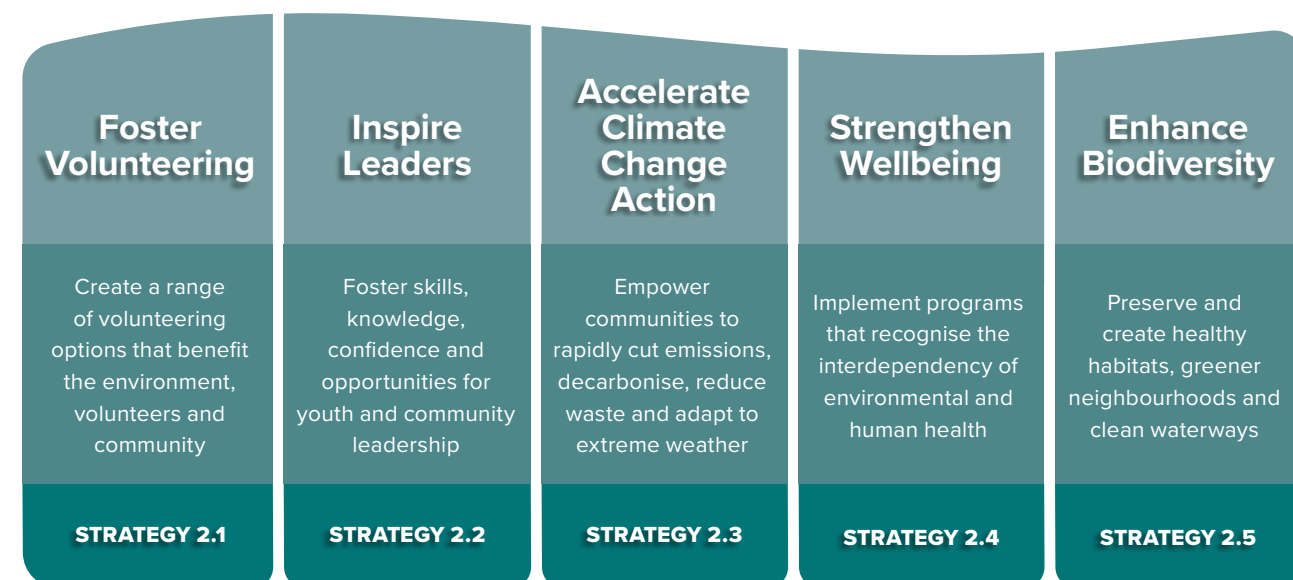 Foster
Volunteering
Create a range
of volunteering
options that benefit
the environment,
volunteers and
community
STRATEGY 2.1
Inspire
Leaders
Foster skills,
knowledge,
confidence and
opportunities for
youth and community
leadership
STRATEGY 2.2
Accelerate
Climate
Change
Action
Empower
communities to
rapidly cut emissions,
decarbonise, reduce
waste and adapt to
extreme weather
STRATEGY 2.3
Strengthen
Wellbeing
Implement programs
that recognise the
interdependency of
environmental and
human health
STRATEGY 2.4
Enhance
Biodiversity
Preserve and
create healthy
habitats, greener
neighbourhoods and
clean waterways
STRATEGY 2.5